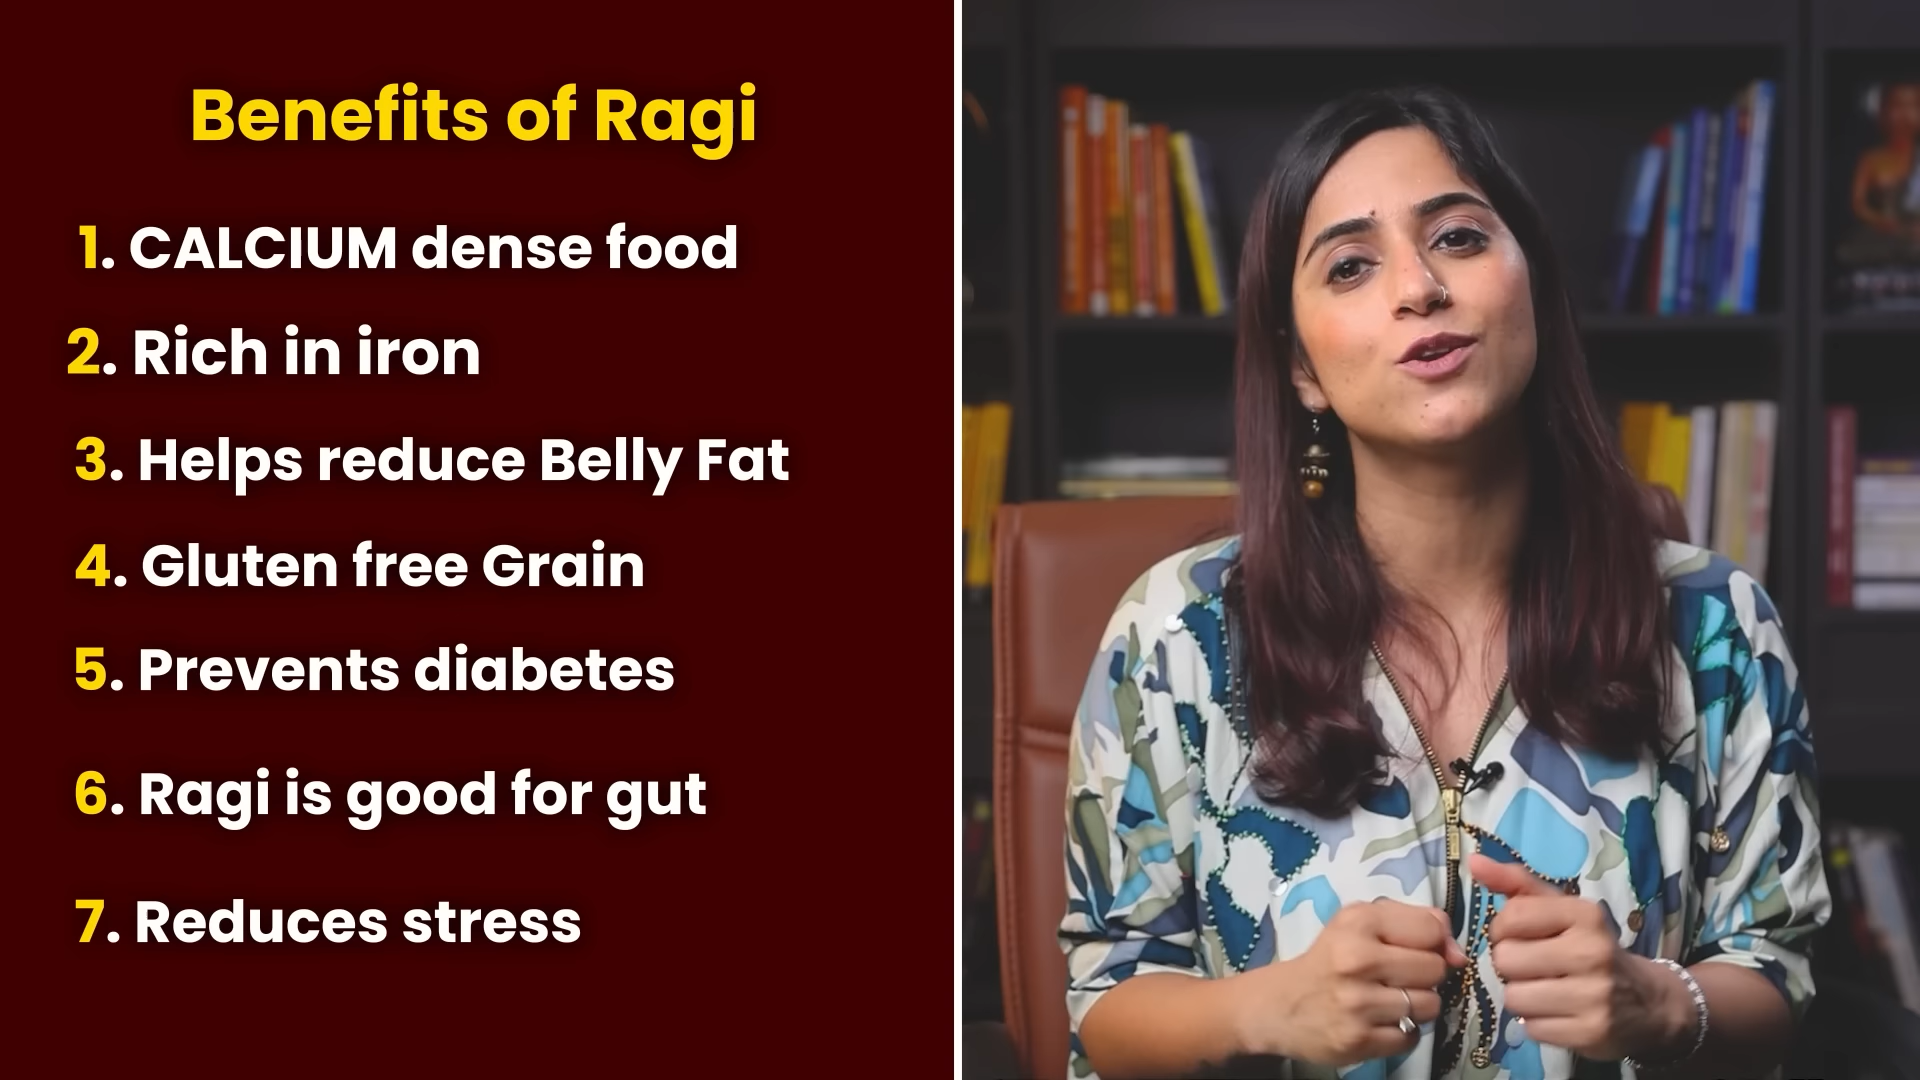 Benefits of Ragi
1. CALCIUM dense food
2. Rich in iron
3. Helps reduce Belly Fat
4. Gluten free Grain
5. Prevents diabetes
6. Ragi is good for gut
7. Reduces stress